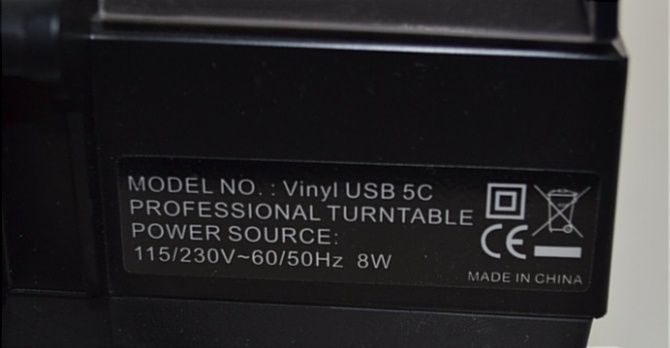 MODEL NO. : Vinyl USB 5C
PROFESSIONAL TURNTABLE
POWER SOURCE:
115/230V~60/50Hz 8W
CE
MADE IN CHINA